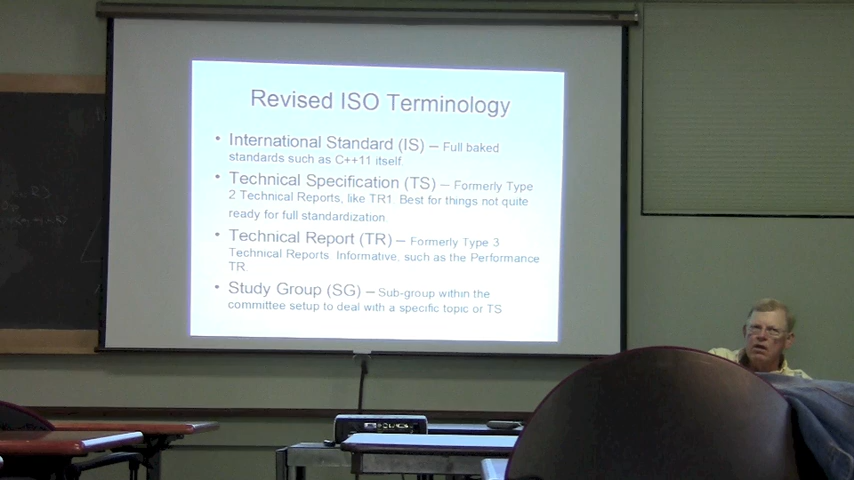 Revised ISO Terminology
• International Standard (IS) – Full baked
standards such as C++11 itself.
• Technical Specification (TS) – Formerly Type
2 Technical Reports, like TR1. Best for things not quite
ready for full standardization
• Technical Report (TR) – Formerly Type 3
Technical Reports Informative, such as the Performance
TR
• Study Group (SG) – Sub-group within the
committee setup to deal with a specific topic or TS